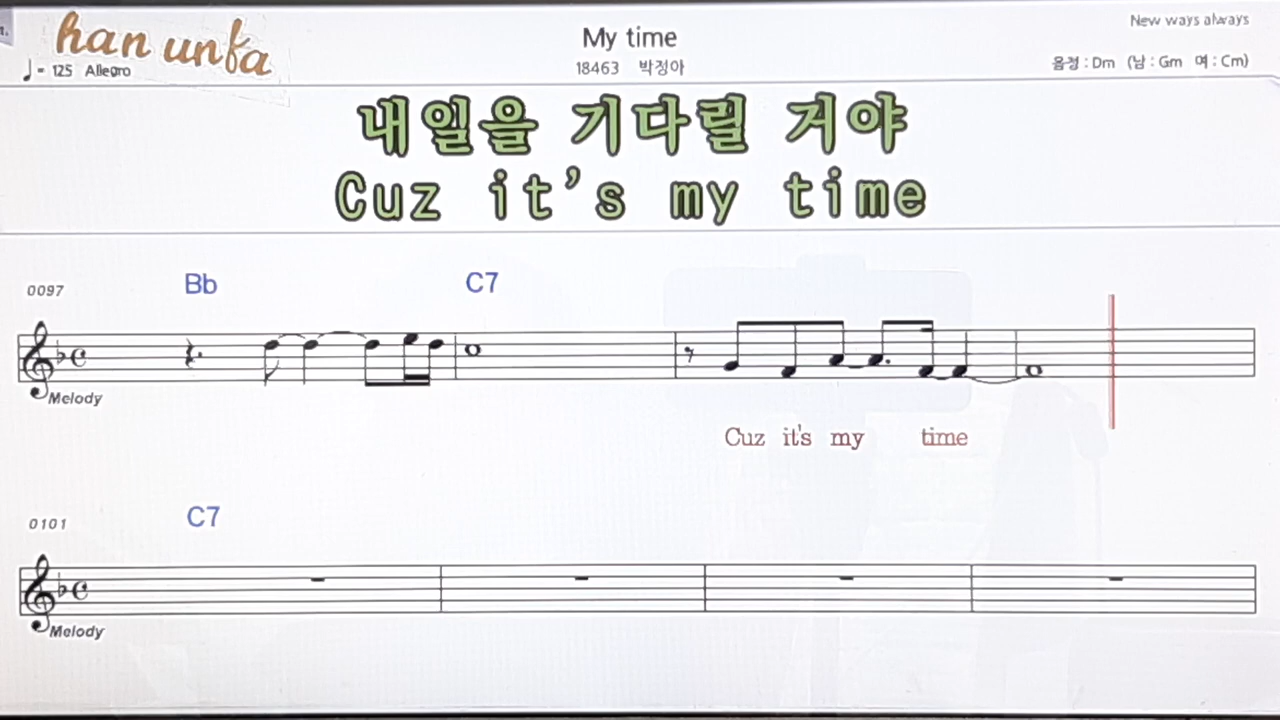 han unfa
My time
New ways always
♩= 125 Allegro
18463 박정아
음정 : Dm (남 : Gm 여 : Cm)
내일을 기다릴 거야
Cuz it's my time
0097
Bb C7
Melody
Cuz it's my time
0101
C7
Melody